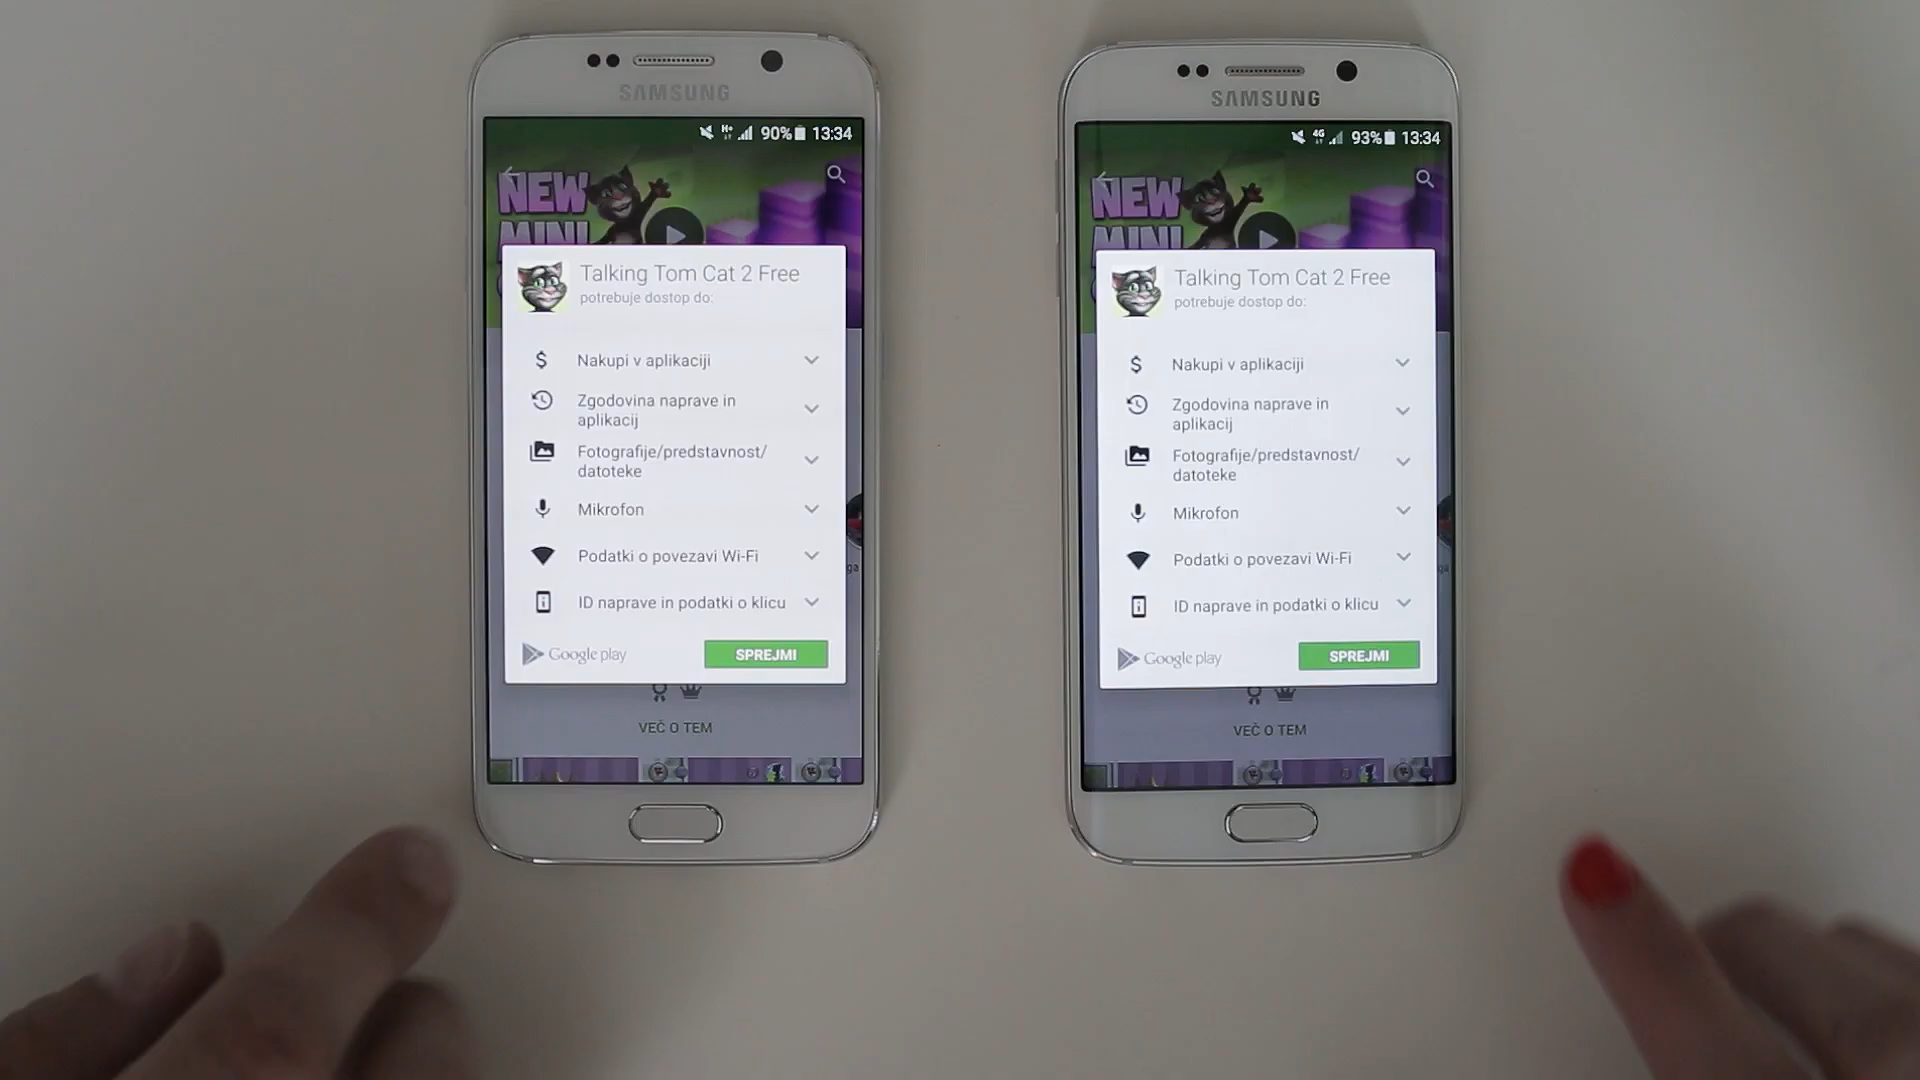 SAMSUNG
H+ 90% 13:34
NEW
MINI
Talking Tom Cat 2 Free
potrebuje dostop do:
$ Nakupi v aplikaciji
Zgodovina naprave in
aplikacij
Fotografije/predstavnost/
datoteke
Mikrofon
Podatki o povezavi Wi-Fi
ID naprave in podatki o klicu
Google play
SPREJMI
ga
VEČ O TEM
SAMSUNG
4G 93% 13:34
NEW
MINI
Talking Tom Cat 2 Free
potrebuje dostop do:
$ Nakupi v aplikaciji
Zgodovina naprave in
aplikacij
Fotografije/predstavnost/
datoteke
Mikrofon
Podatki o povezavi Wi-Fi
ID naprave in podatki o klicu
Google play
SPREJMI
ga
VEČ O TEM